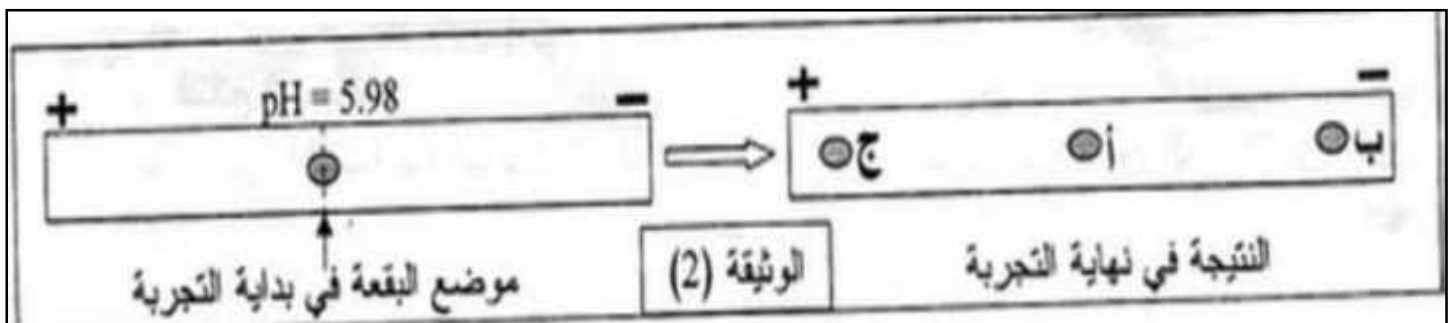 + pH = 5.98 −
+ −
ج أ ب
موضع البقعة في بداية التجربة
الوثيقة (2)
النتيجة في نهاية التجربة